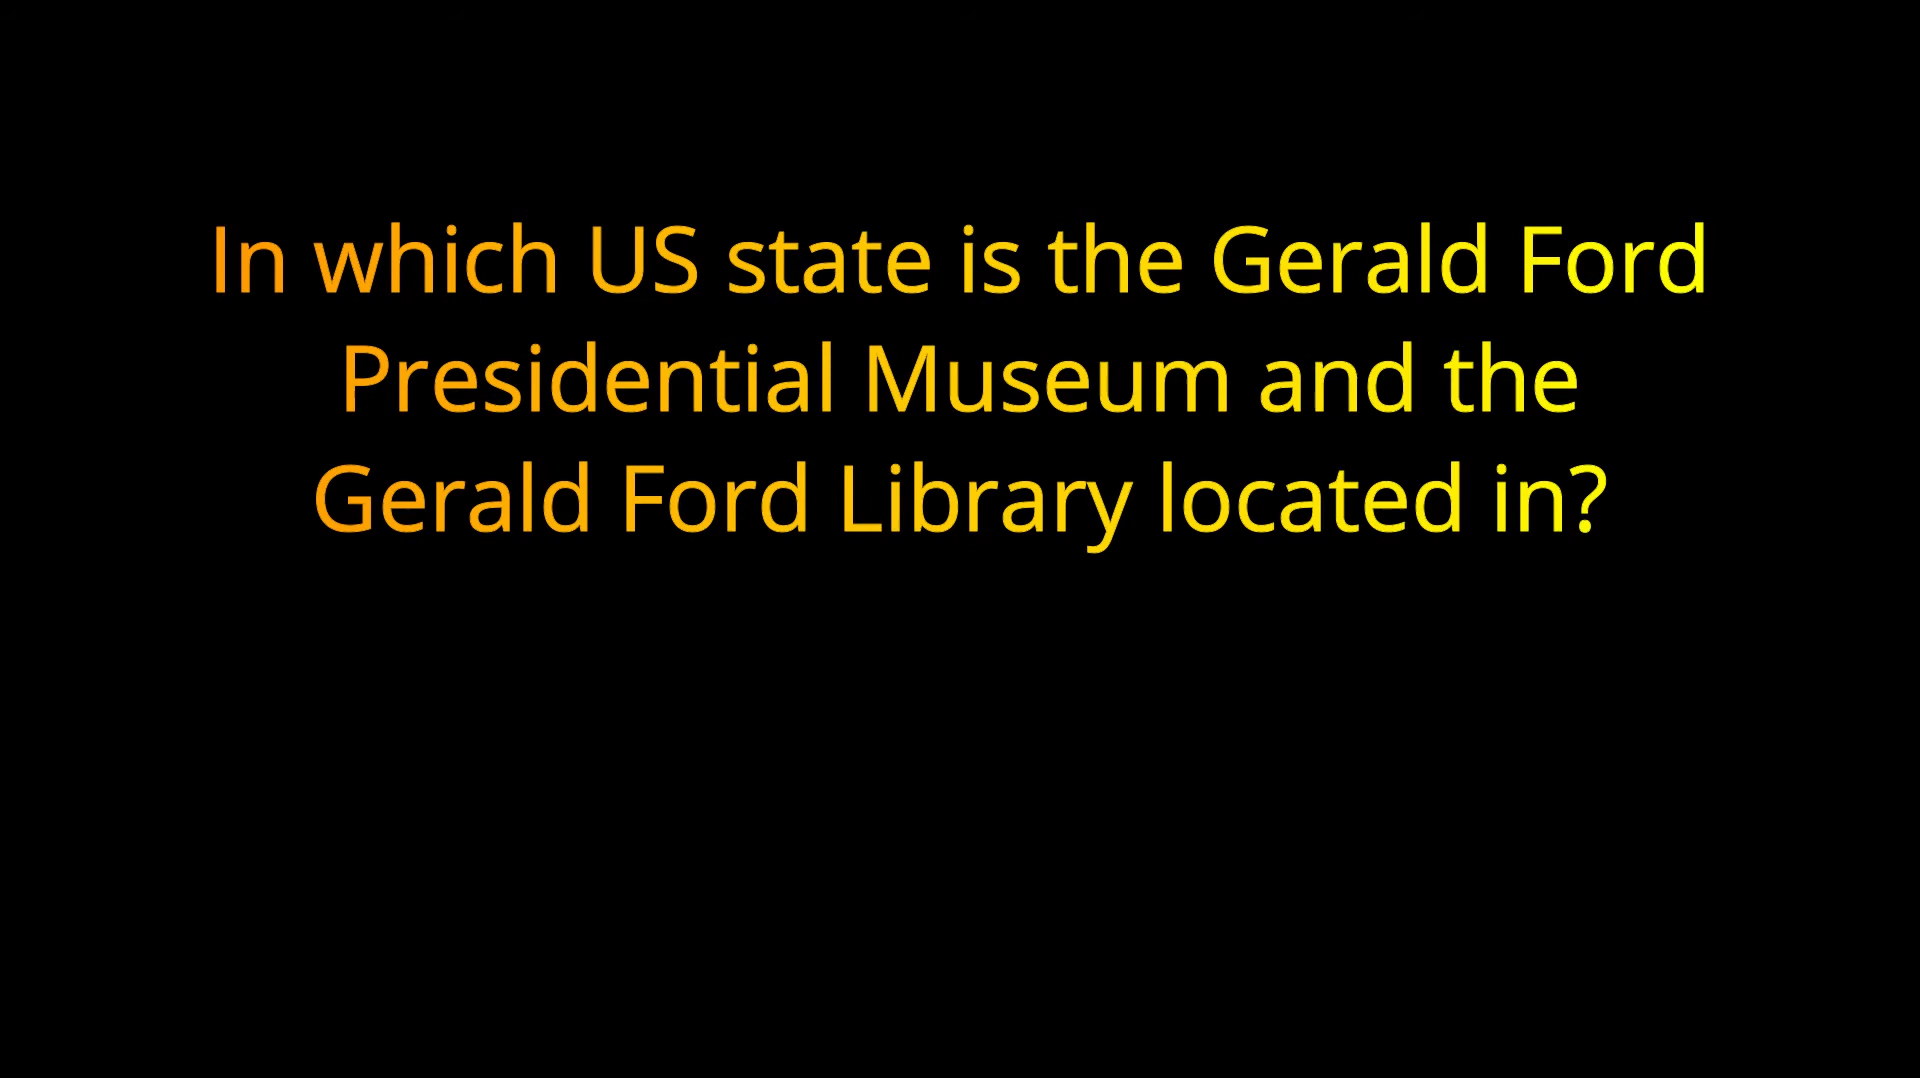 In which US state is the Gerald Ford
Presidential Museum and the
Gerald Ford Library located in?